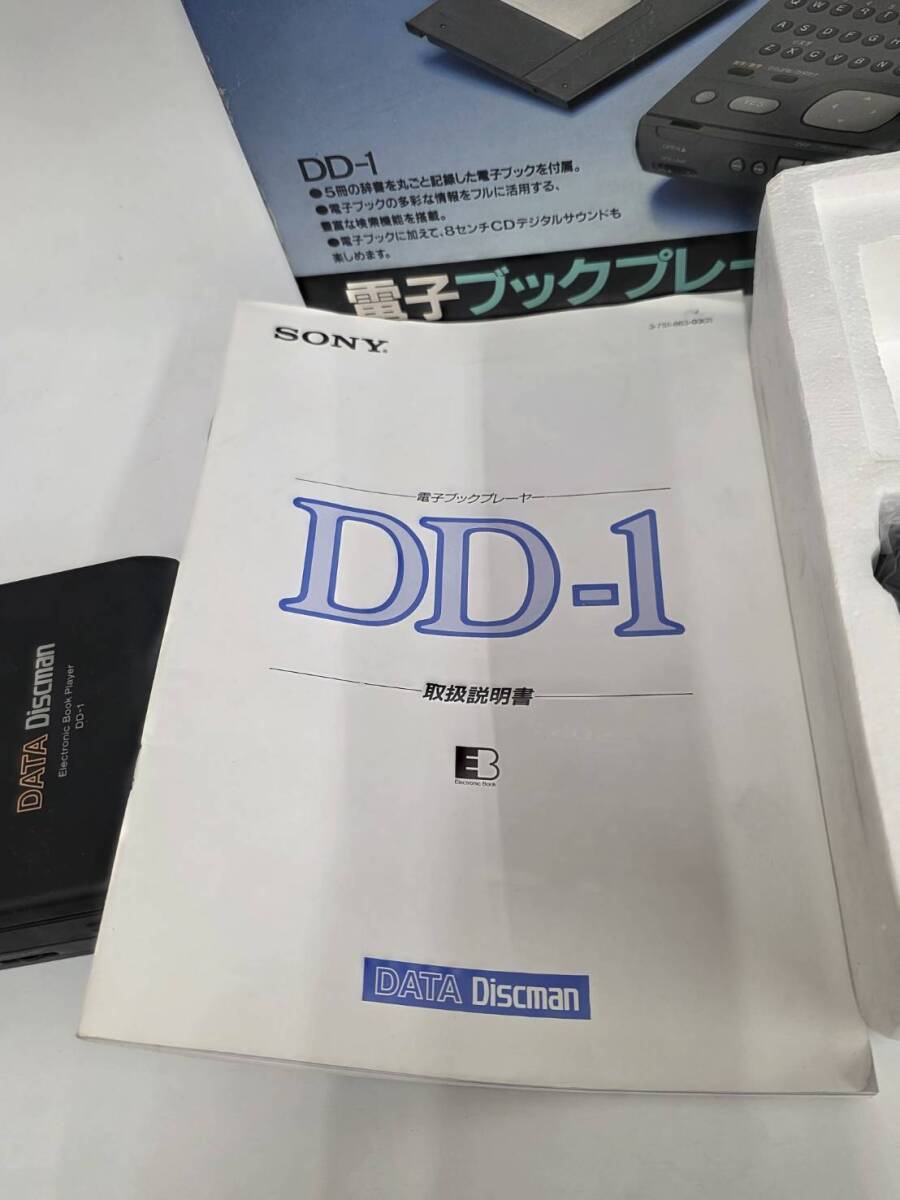 DD-1
●5冊の辞書を丸ごと記録した電子ブックを付属。
●電子ブックの多彩な情報をフルに活用する、
豊富な検索機能を搭載。
●電子ブックに加えて、8センチCDデジタルサウンドも
楽しめます。
電子ブックプレー
SONY
電子ブックプレーヤー
DD-1
取扱説明書
EB
Electronic Book
DATA Discman
DATA Discman
Electronic Book Player
DD-1